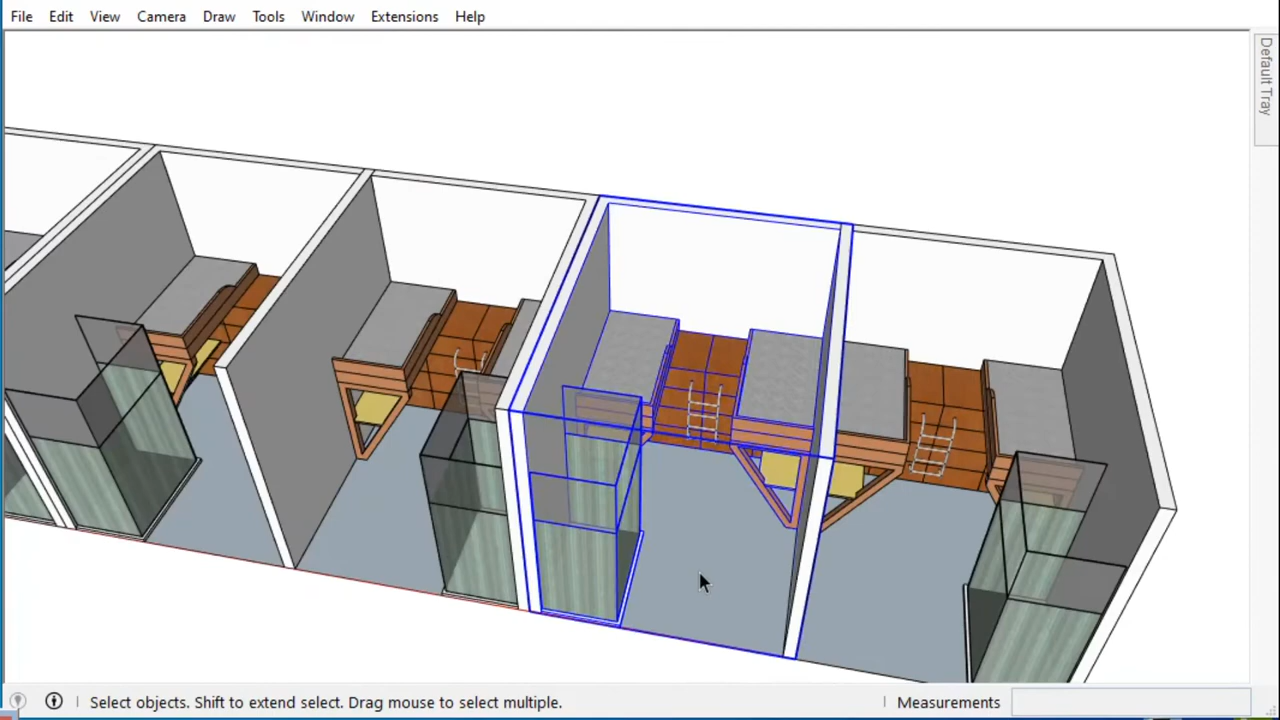 File Edit View Camera Draw Tools Window Extensions Help
Default Tray
Select objects. Shift to extend select. Drag mouse to select multiple.
Measurements